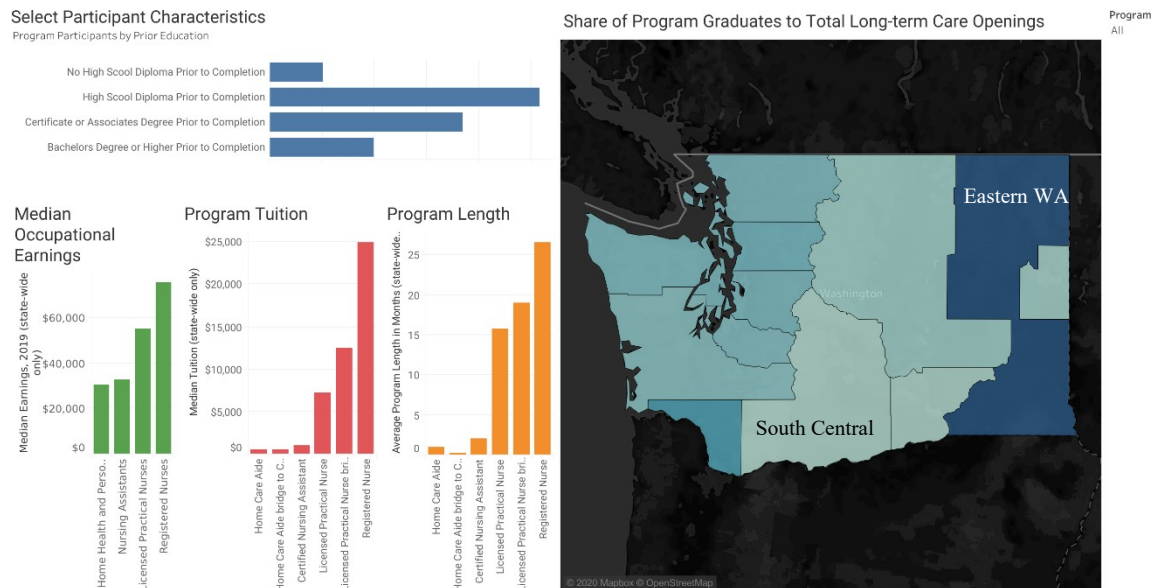 Select Participant Characteristics
Program Participants by Prior Education
No High Scool Diploma Prior to Completion
High Scool Diploma Prior to Completion
Certificate or Associates Degree Prior to Completion
Bachelors Degree or Higher Prior to Completion
Median
Occupational
Earnings
Median Earnings, 2019 (state-wide
only)
$60,000
$40,000
$20,000
$0
Home Health and Perso..
Nursing Assistants
Licensed Practical Nurses
Registered Nurses
Program Tuition
Median Tuition (state-wide only)
$25,000
$20,000
$15,000
$10,000
$5,000
$0
Home Care Aide
Home Care Aide bridge to C..
Certified Nursing Assistant
Licensed Practical Nurse
Licensed Practical Nurse bri..
Registered Nurse
Program Length
Average Program Length in Months (state-wide..
25
20
15
10
5
0
Home Care Aide
Home Care Aide bridge to C..
Certified Nursing Assistant
Licensed Practical Nurse
Licensed Practical Nurse bri..
Registered Nurse
Share of Program Graduates to Total Long-term Care Openings
Eastern WA
Washington
South Central
© 2020 Mapbox © OpenStreetMap
Program
All